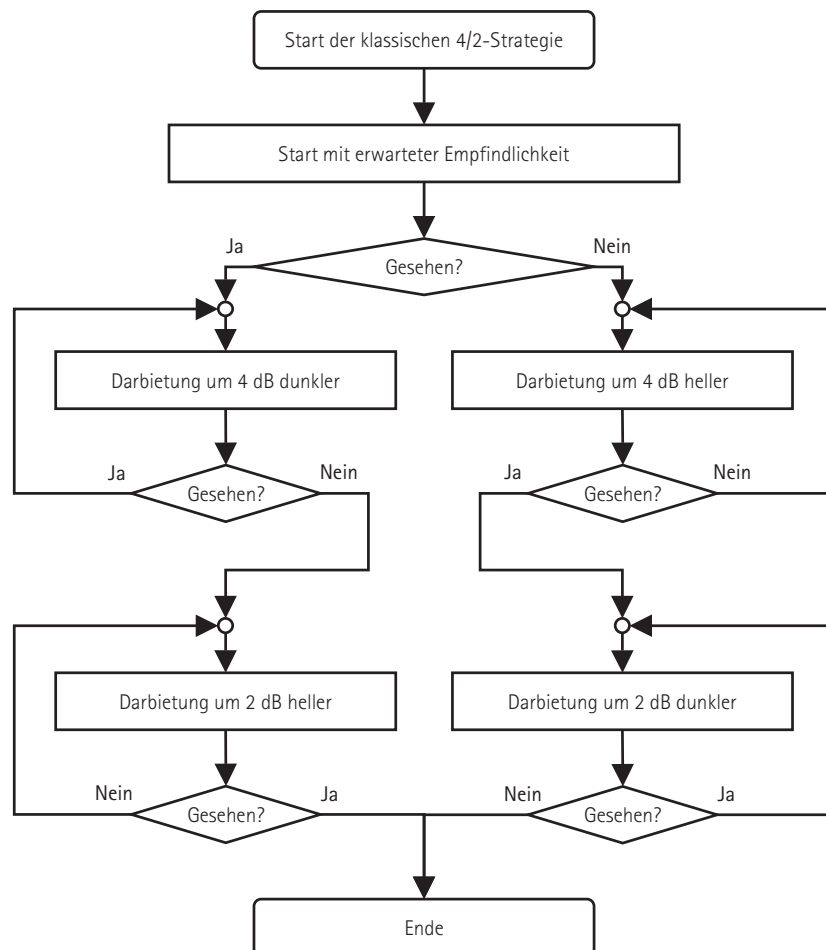 Start der klassischen 4/2-Strategie
Start mit erwarteter Empfindlichkeit
Ja
Nein
Gesehen?
Darbietung um 4 dB dunkler
Darbietung um 4 dB heller
Ja
Nein
Ja
Nein
Gesehen?
Gesehen?
Darbietung um 2 dB heller
Darbietung um 2 dB dunkler
Nein
Ja
Nein
Ja
Gesehen?
Gesehen?
Ende